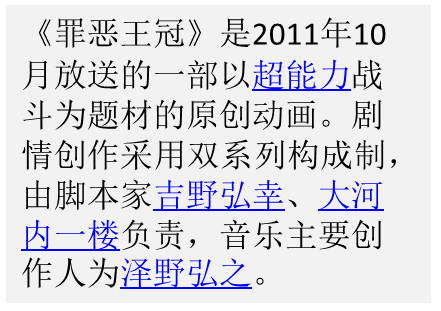 《罪恶王冠》是2011年10
月放送的一部以超能力战
斗为题材的原创动画。剧
情创作采用双系列构成制，
由脚本家吉野弘幸、大河
内一楼负责，音乐主要创
作人为泽野弘之。